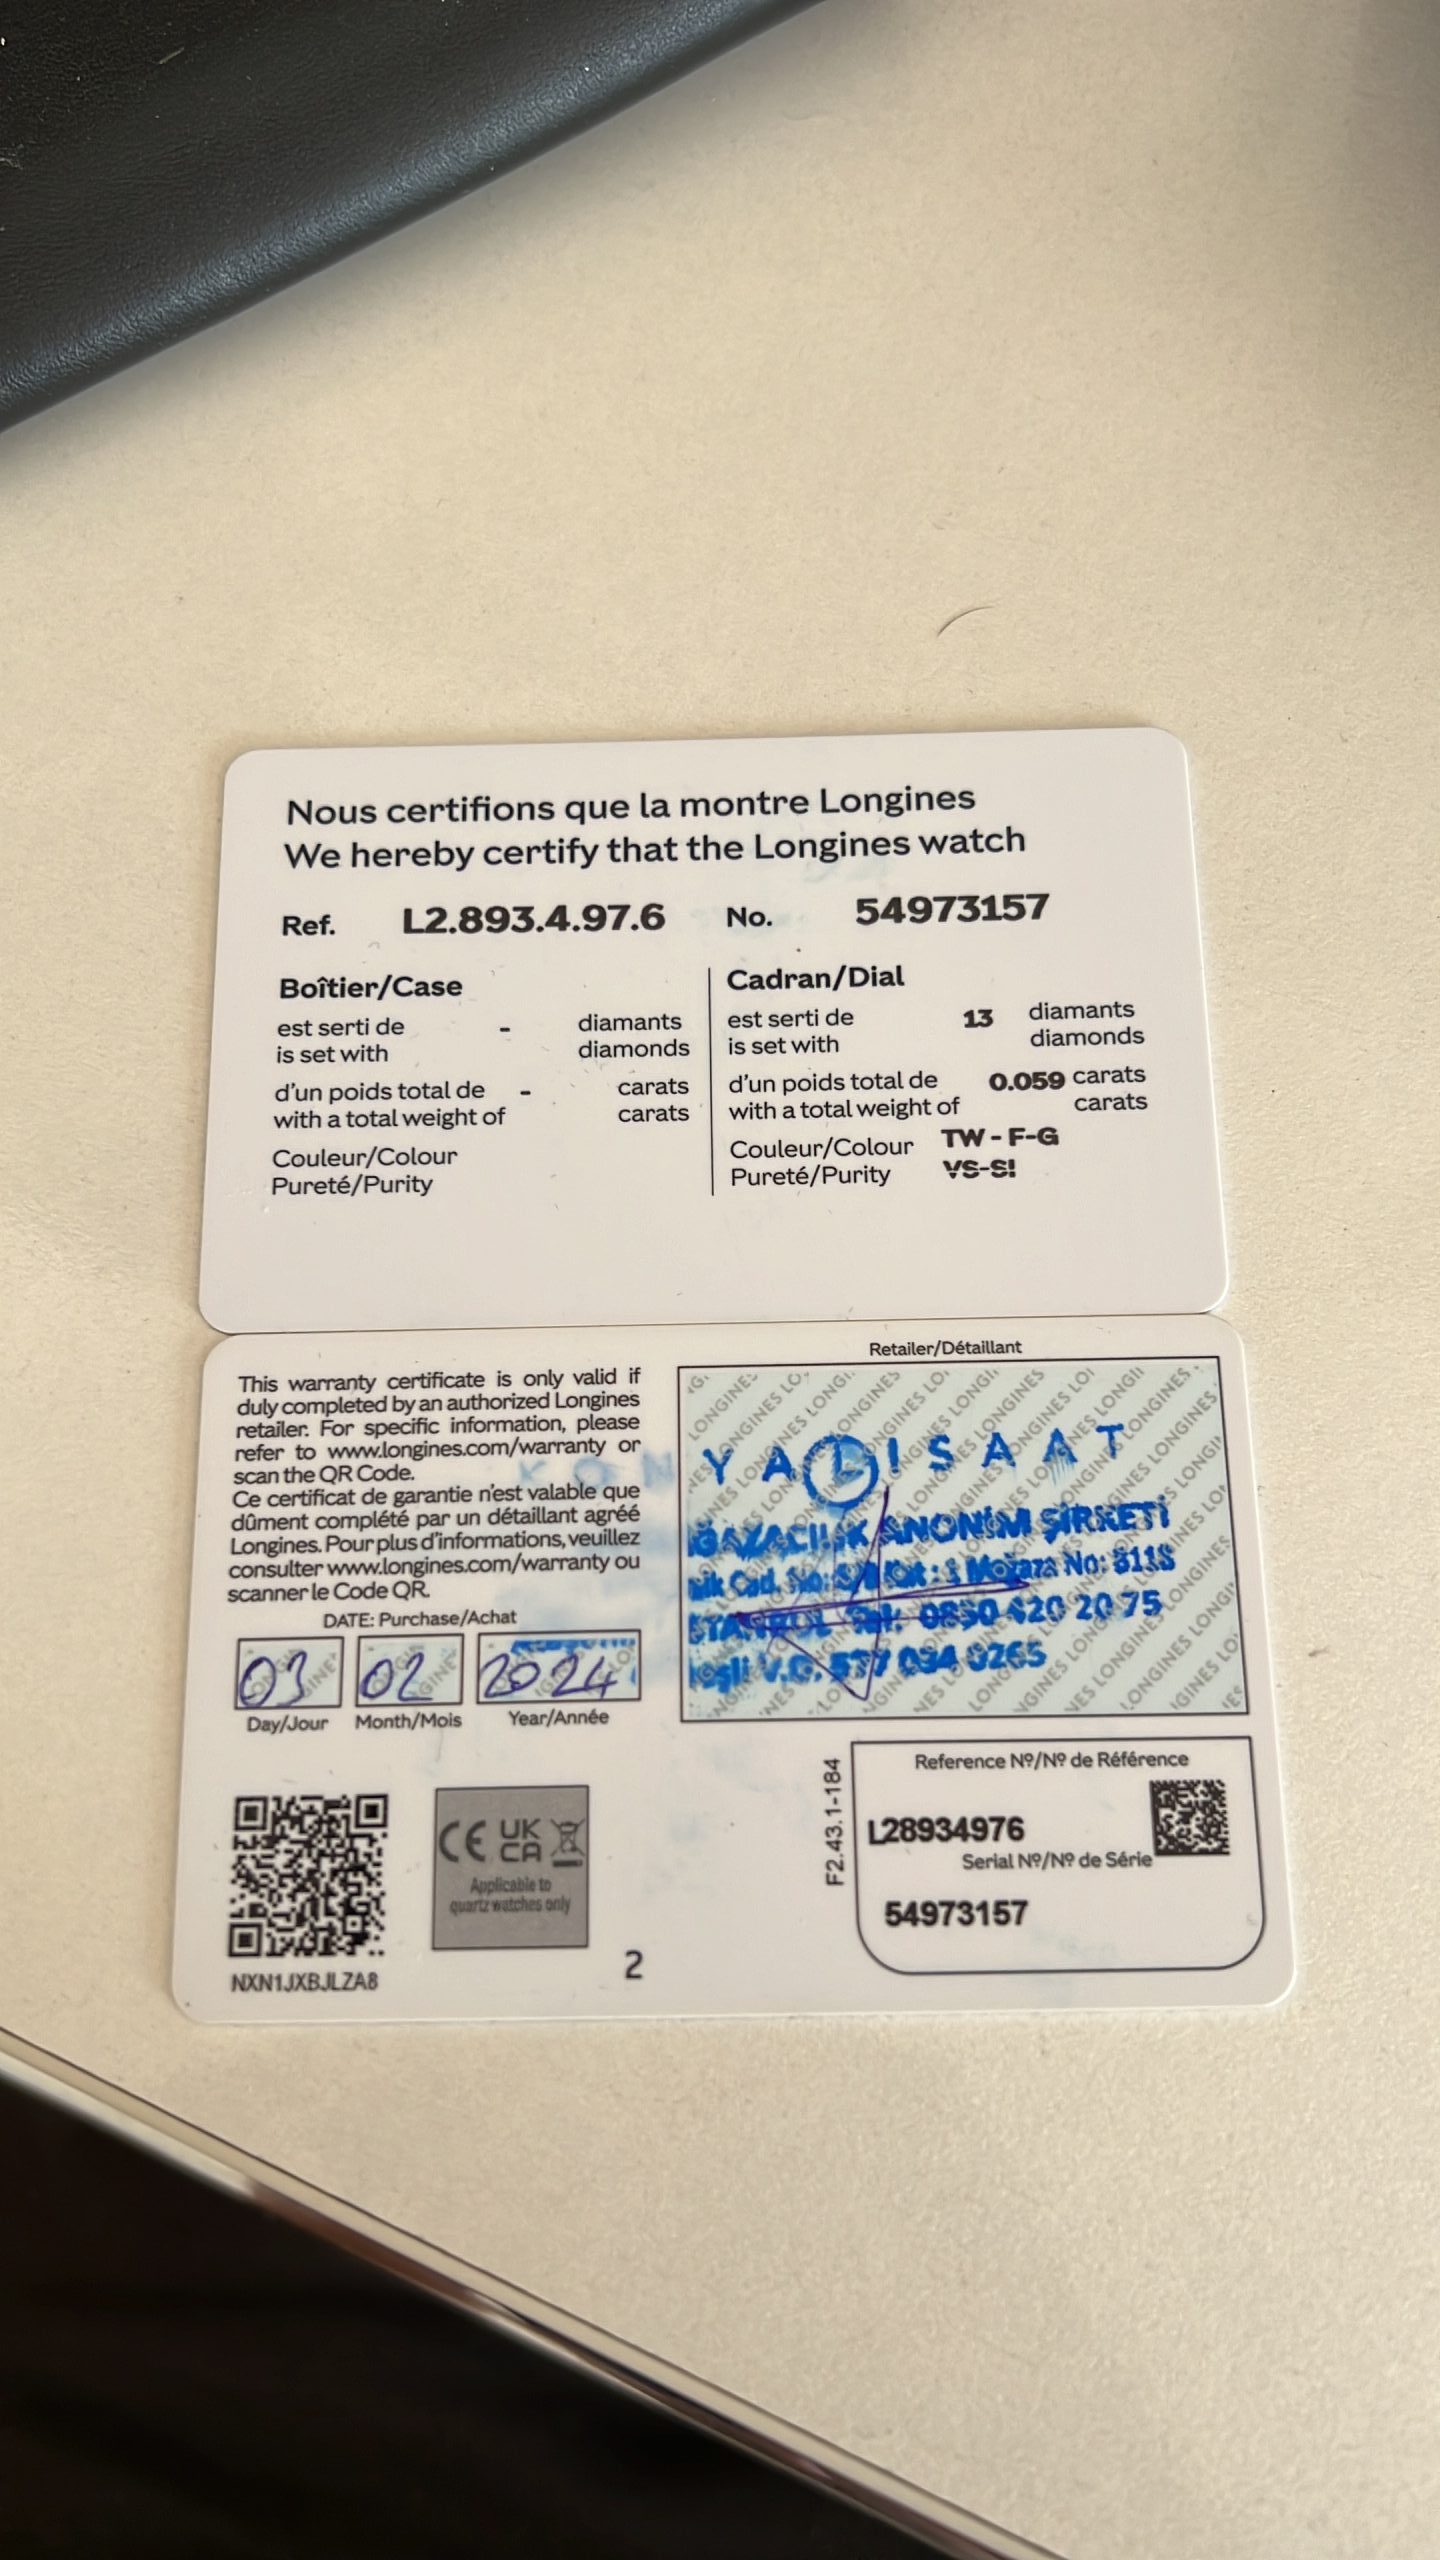 Nous certifions que la montre Longines
We hereby certify that the Longines watch
Ref. L2.893.4.97.6 No. 54973157
Boîtier/Case
est serti de - diamants
is set with diamonds
d'un poids total de - carats
with a total weight of carats
Couleur/Colour
Pureté/Purity
Cadran/Dial
est serti de 13 diamants
is set with diamonds
d'un poids total de 0.059 carats
with a total weight of carats
Couleur/Colour TW - F-G
Pureté/Purity VS-SI
This warranty certificate is only valid if
duly completed by an authorized Longines
retailer. For specific information, please
refer to www.longines.com/warranty or
scan the QR Code.
Ce certificat de garantie n'est valable que
dûment complété par un détaillant agréé
Longines. Pour plus d'informations, veuillez
consulter www.longines.com/warranty ou
scanner le Code QR.
DATE: Purchase/Achat
03 02 2024
Day/Jour Month/Mois Year/Année
NXN1JXBJLZA8
CE UK CA
Applicable to
quartz watches only
2
Retailer/Détaillant
YALISAAT
ANONİM ŞİRKETİ
Cad. Mağaza No:
Tel: 20 75
V.D.
F2.43.1-184
Reference Nº/Nº de Référence
L28934976
Serial Nº/Nº de Série
54973157